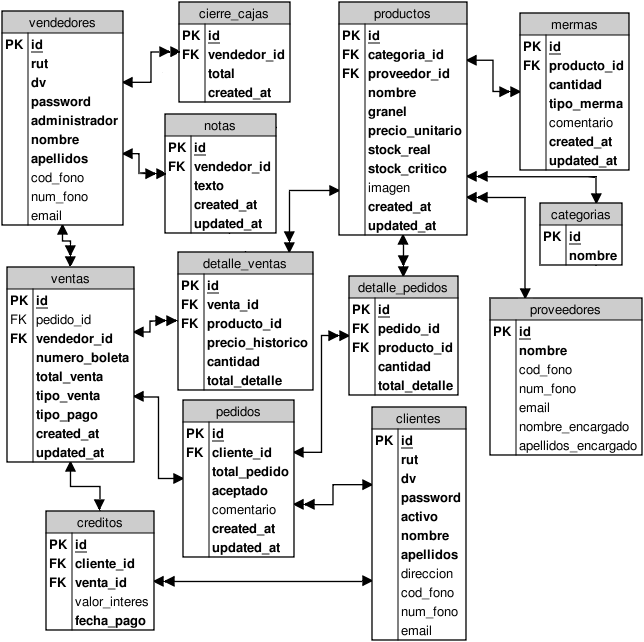 vendedores
PK id
rut
dv
password
administrador
nombre
apellidos
cod_fono
num_fono
email
cierre_cajas
PK id
FK vendedor_id
total
created_at
notas
PK id
FK vendedor_id
texto
created_at
updated_at
productos
PK id
FK categoria_id
FK proveedor_id
nombre
granel
precio_unitario
stock_real
stock_critico
imagen
created_at
updated_at
mermas
PK id
FK producto_id
cantidad
tipo_merma
comentario
created_at
updated_at
categorias
PK id
nombre
ventas
PK id
FK pedido_id
FK vendedor_id
numero_boleta
total_venta
tipo_venta
tipo_pago
created_at
updated_at
detalle_ventas
PK id
FK venta_id
FK producto_id
precio_historico
cantidad
total_detalle
detalle_pedidos
PK id
FK pedido_id
FK producto_id
cantidad
total_detalle
proveedores
PK id
nombre
cod_fono
num_fono
email
nombre_encargado
apellidos_encargado
pedidos
PK id
FK cliente_id
total_pedido
aceptado
comentario
created_at
updated_at
clientes
PK id
rut
dv
password
activo
nombre
apellidos
direccion
cod_fono
num_fono
email
creditos
PK id
FK cliente_id
FK venta_id
valor_interes
fecha_pago